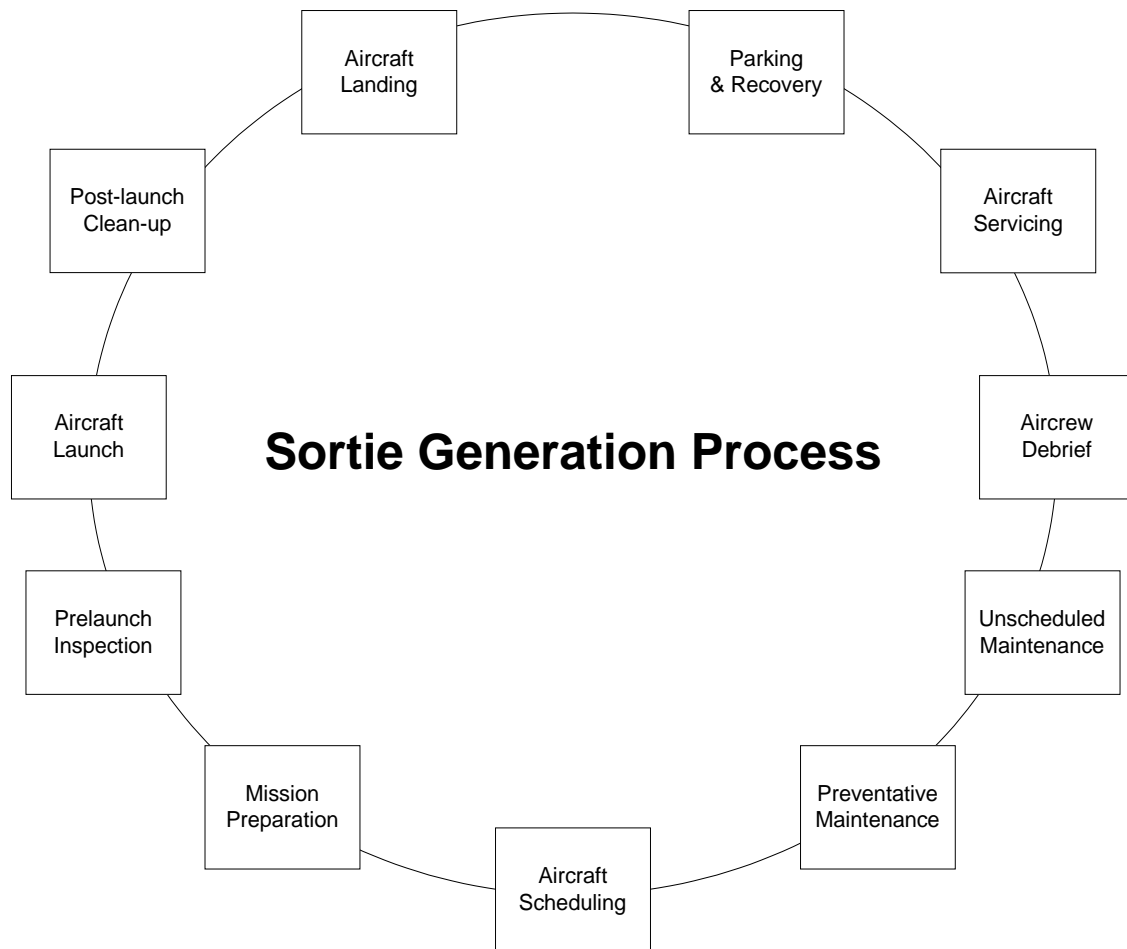 Aircraft
Landing
Parking
& Recovery
Post-launch
Clean-up
Aircraft
Servicing
Aircraft
Launch
Sortie Generation Process
Aircrew
Debrief
Prelaunch
Inspection
Unscheduled
Maintenance
Mission
Preparation
Preventative
Maintenance
Aircraft
Scheduling